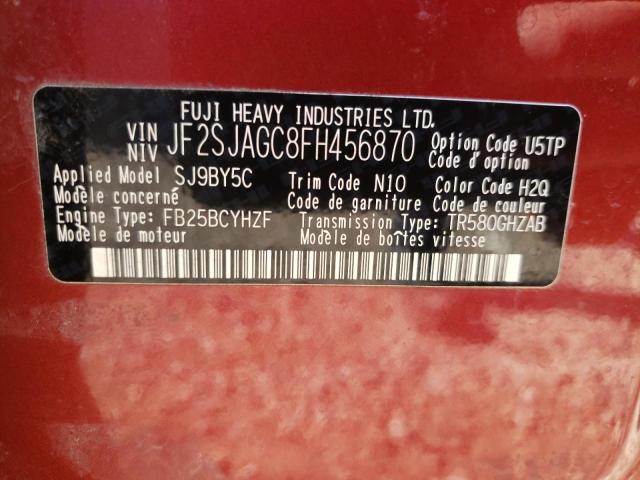 FUJI HEAVY INDUSTRIES LTD.
VIN NIV JF2SJAGC8FH456870 Option Code U5TP
Code d'option
Applied Model SJ9BY5C Trim Code N10 Color Code H2Q
Modèle concerné Code de garniture Code de couleur
Engine Type: FB25BCYHZF Transmission Type: TR580GHZAB
Modèle de moteur Modèle de boîtes vitesse